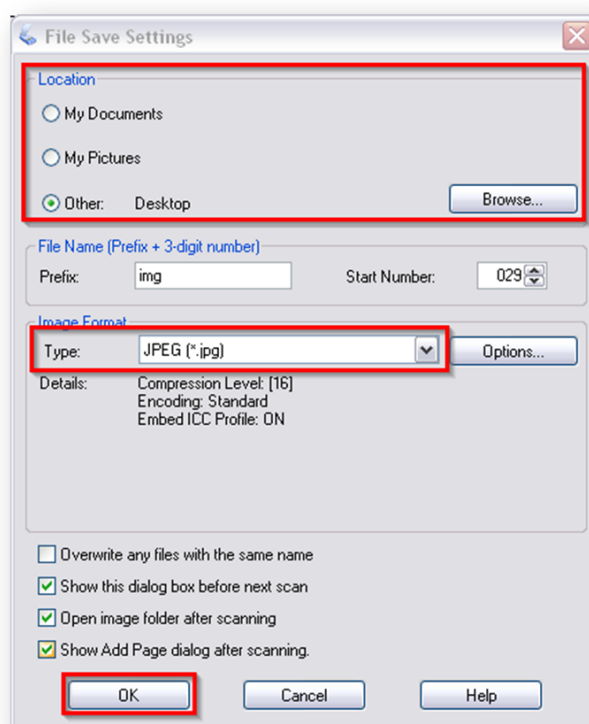 File Save Settings
Location
My Documents
My Pictures
Other: Desktop Browse...
File Name (Prefix + 3-digit number)
Prefix: img Start Number: 029
Image Format
Type: JPEG (*.jpg) Options...
Details: Compression Level: [16]
Encoding: Standard
Embed ICC Profile: ON
Overwrite any files with the same name
Show this dialog box before next scan
Open image folder after scanning
Show Add Page dialog after scanning.
OK Cancel Help